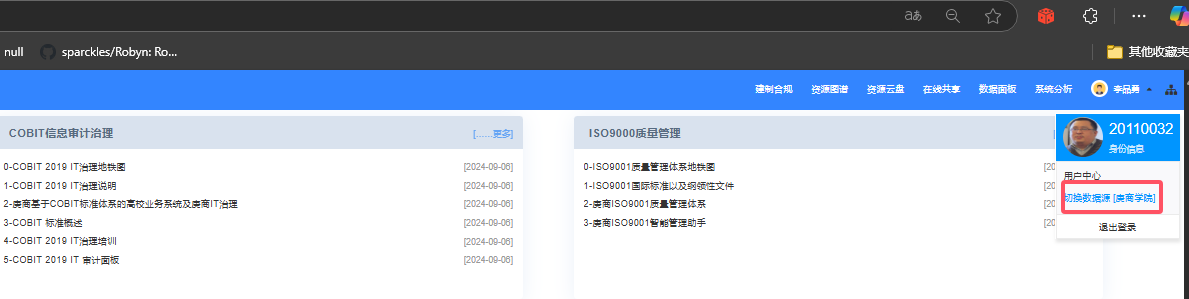 aあ
null
sparckles/Robyn: Ro...
其他收藏夹
建制合规 资源图谱 资源云盘 在线共享 数据面板 系统分析 李品勇
COBIT信息审计治理 [......更多]
0-COBIT 2019 IT治理地铁图 [2024-09-06]
1-COBIT 2019 IT治理说明 [2024-09-06]
2-虎商基于COBIT标准体系的高校业务系统及虎商IT治理 [2024-09-06]
3-COBIT 标准概述 [2024-09-06]
4-COBIT 2019 IT治理培训 [2024-09-06]
5-COBIT 2019 IT 审计面板 [2024-09-06]
ISO9000质量管理
0-ISO9001质量管理体系地铁图 [20
1-ISO9001国际标准以及纲领性文件 [20
2-虎商ISO9001质量管理体系 [20
3-虎商ISO9001智能管理助手 [20
20110032
身份信息
用户中心
切换数据源 [虎商学院]
退出登录